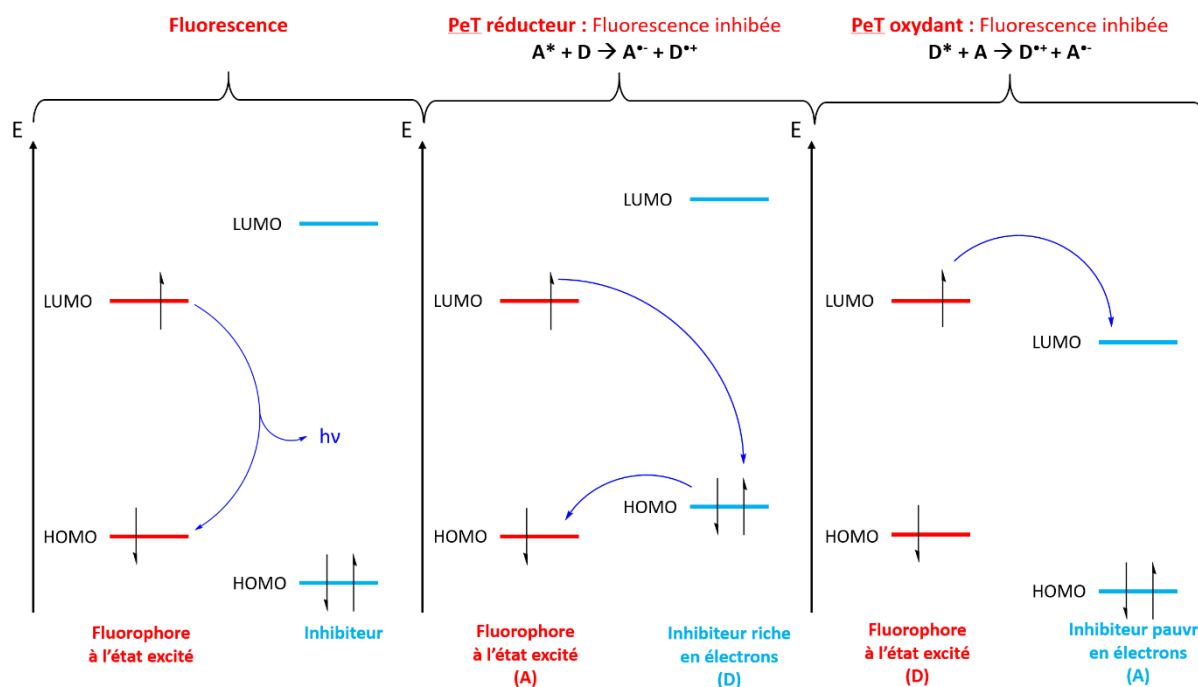 Fluorescence
E
LUMO
LUMO
hν
HOMO
HOMO
Fluorophore
à l’état excité
Inhibiteur
PeT réducteur : Fluorescence inhibée
A* + D → A•- + D•+
E
LUMO
LUMO
HOMO
HOMO
Fluorophore
à l’état excité
(A)
Inhibiteur riche
en électrons
(D)
PeT oxydant : Fluorescence inhibée
D* + A → D•+ + A•-
E
LUMO
LUMO
HOMO
HOMO
Fluorophore
à l’état excité
(D)
Inhibiteur pauvr
en électrons
(A)